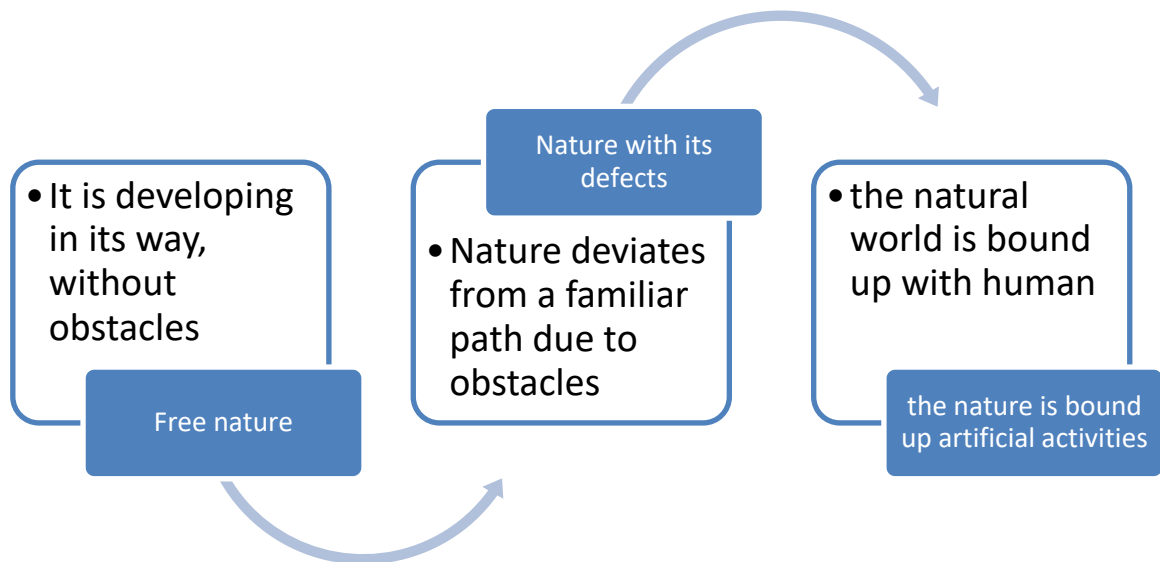 • It is developing
in its way,
without
obstacles
Free nature
Nature with its
defects
• Nature deviates
from a familiar
path due to
obstacles
• the natural
world is bound
up with human
the nature is bound
up artificial activities